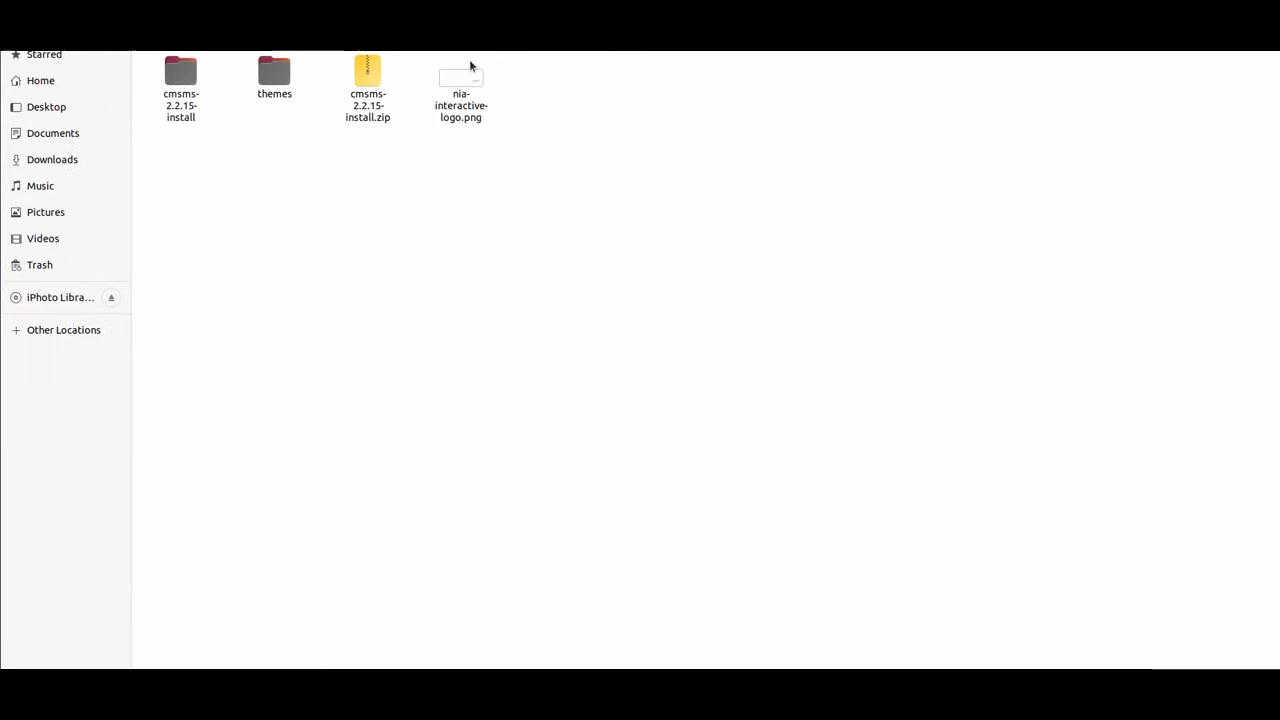 Starred
Home
Desktop
Documents
Downloads
Music
Pictures
Videos
Trash
iPhoto Libra...
Other Locations
cmsms-
2.2.15-
install
themes
cmsms-
2.2.15-
install.zip
nia-
interactive-
logo.png